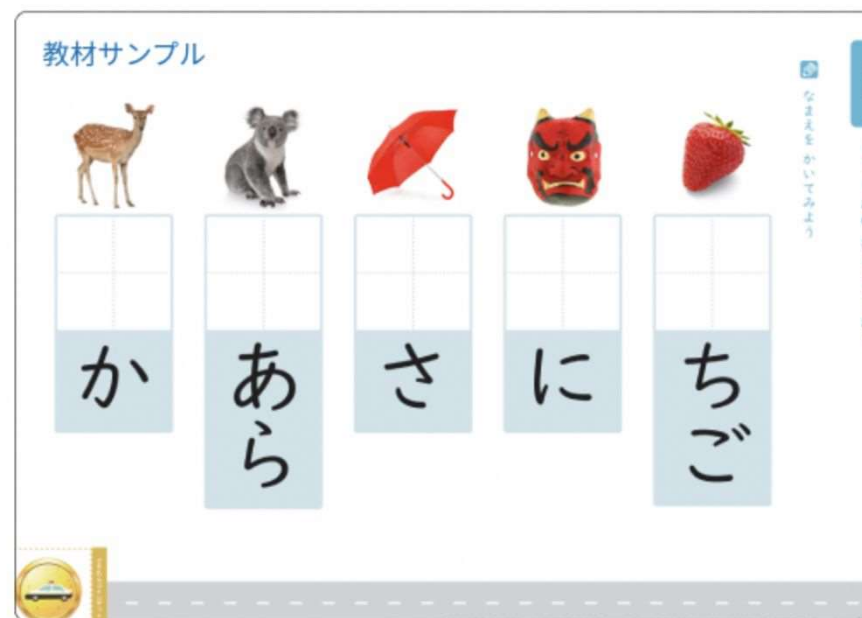 教材サンプル
なまえを かいてみよう
ちご
に
さ
あら
か